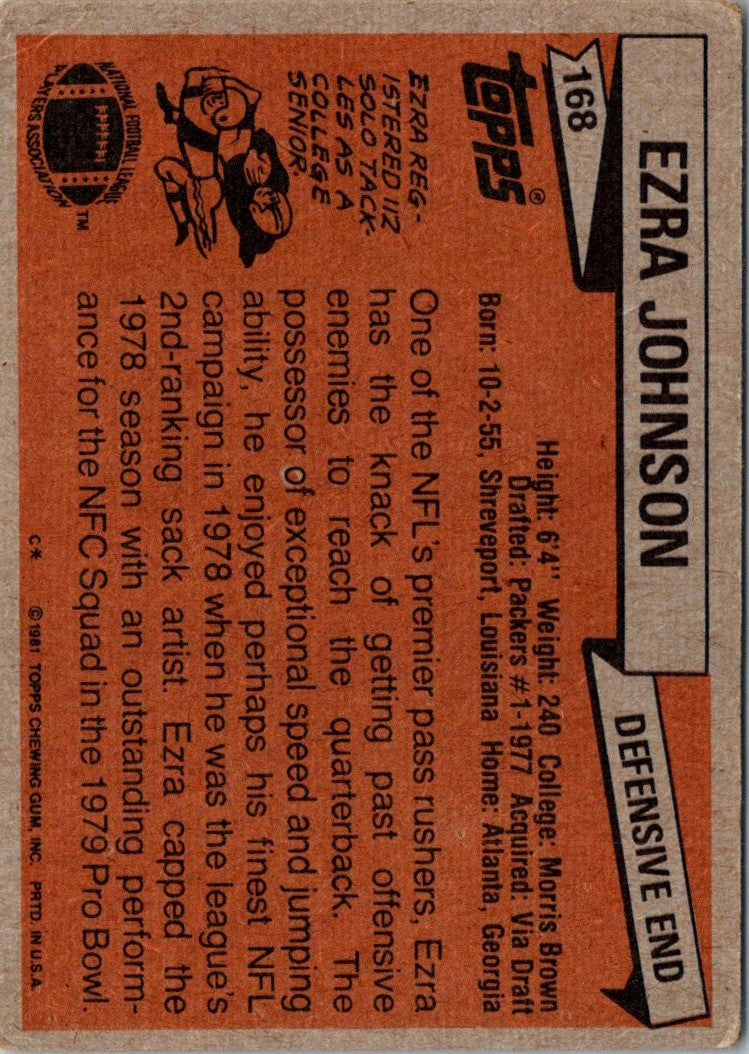 168
EZRA JOHNSON
DEFENSIVE END
topps®
Height: 6'4" Weight: 240 College: Morris Brown
Drafted: Packers #1-1977 Acquired: Via Draft
Born: 10-2-55, Shreveport, Louisiana Home: Atlanta, Georgia
EZRA REG-
ISTERED 112
SOLO TACK-
LES AS A
COLLEGE
SENIOR.
One of the NFL's premier pass rushers, Ezra
has the knack of getting past offensive
enemies to reach the quarterback. The
possessor of exceptional speed and jumping
ability, he enjoyed perhaps his finest NFL
campaign in 1978 when he was the league's
2nd-ranking sack artist. Ezra capped the
1978 season with an outstanding perform-
ance for the NFC Squad in the 1979 Pro Bowl.
NATIONAL FOOTBALL LEAGUE
PLAYERS ASSOCIATION
TM
C* ©1981 TOPPS CHEWING GUM, INC. PRTD. IN U.S.A.